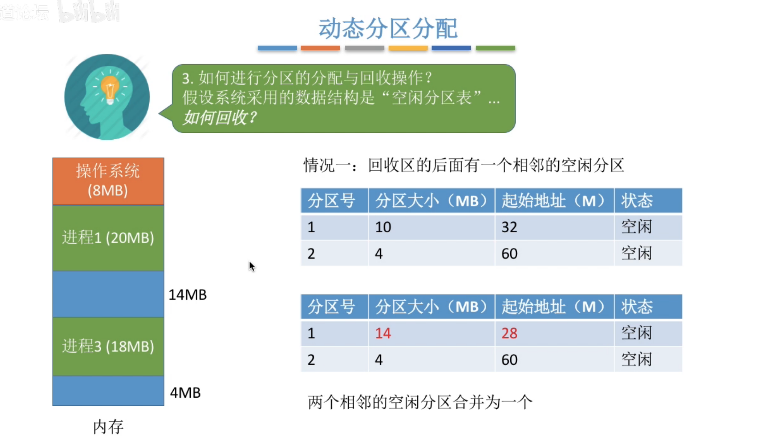 动态分区分配
3. 如何进行分区的分配与回收操作？
假设系统采用的数据结构是“空闲分区表”...
如何回收？
操作系统
(8MB)
进程1 (20MB)
14MB
进程3 (18MB)
4MB
内存
情况一：回收区的后面有一个相邻的空闲分区
分区号 分区大小（MB） 起始地址（M） 状态
1 10 32 空闲
2 4 60 空闲
分区号 分区大小（MB） 起始地址（M） 状态
1 14 28 空闲
2 4 60 空闲
两个相邻的空闲分区合并为一个